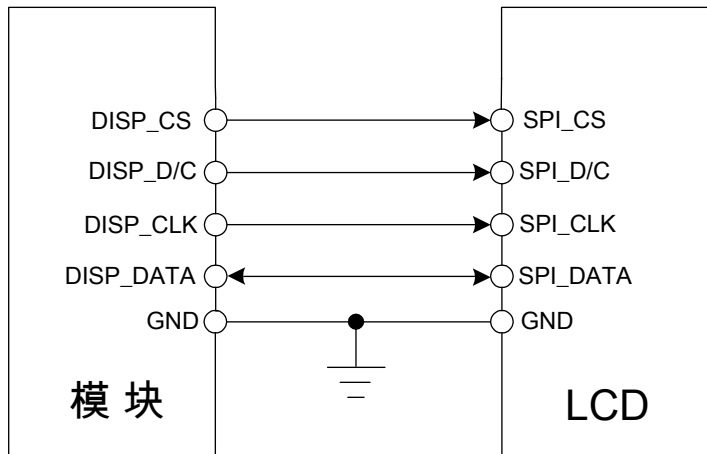 DISP_CS SPI_CS
DISP_D/C SPI_D/C
DISP_CLK SPI_CLK
DISP_DATA SPI_DATA
GND GND
模块 LCD